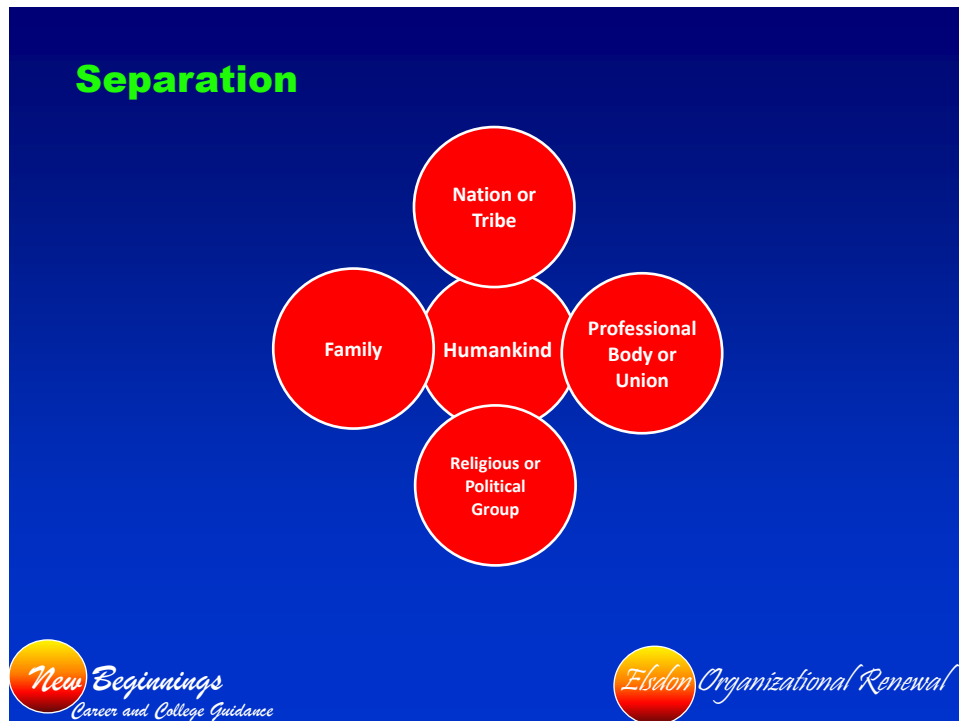 Separation
Nation or
Tribe
Family
Humankind
Professional
Body or
Union
Religious or
Political
Group
New Beginnings
Career and College Guidance
Elsdon Organizational Renewal